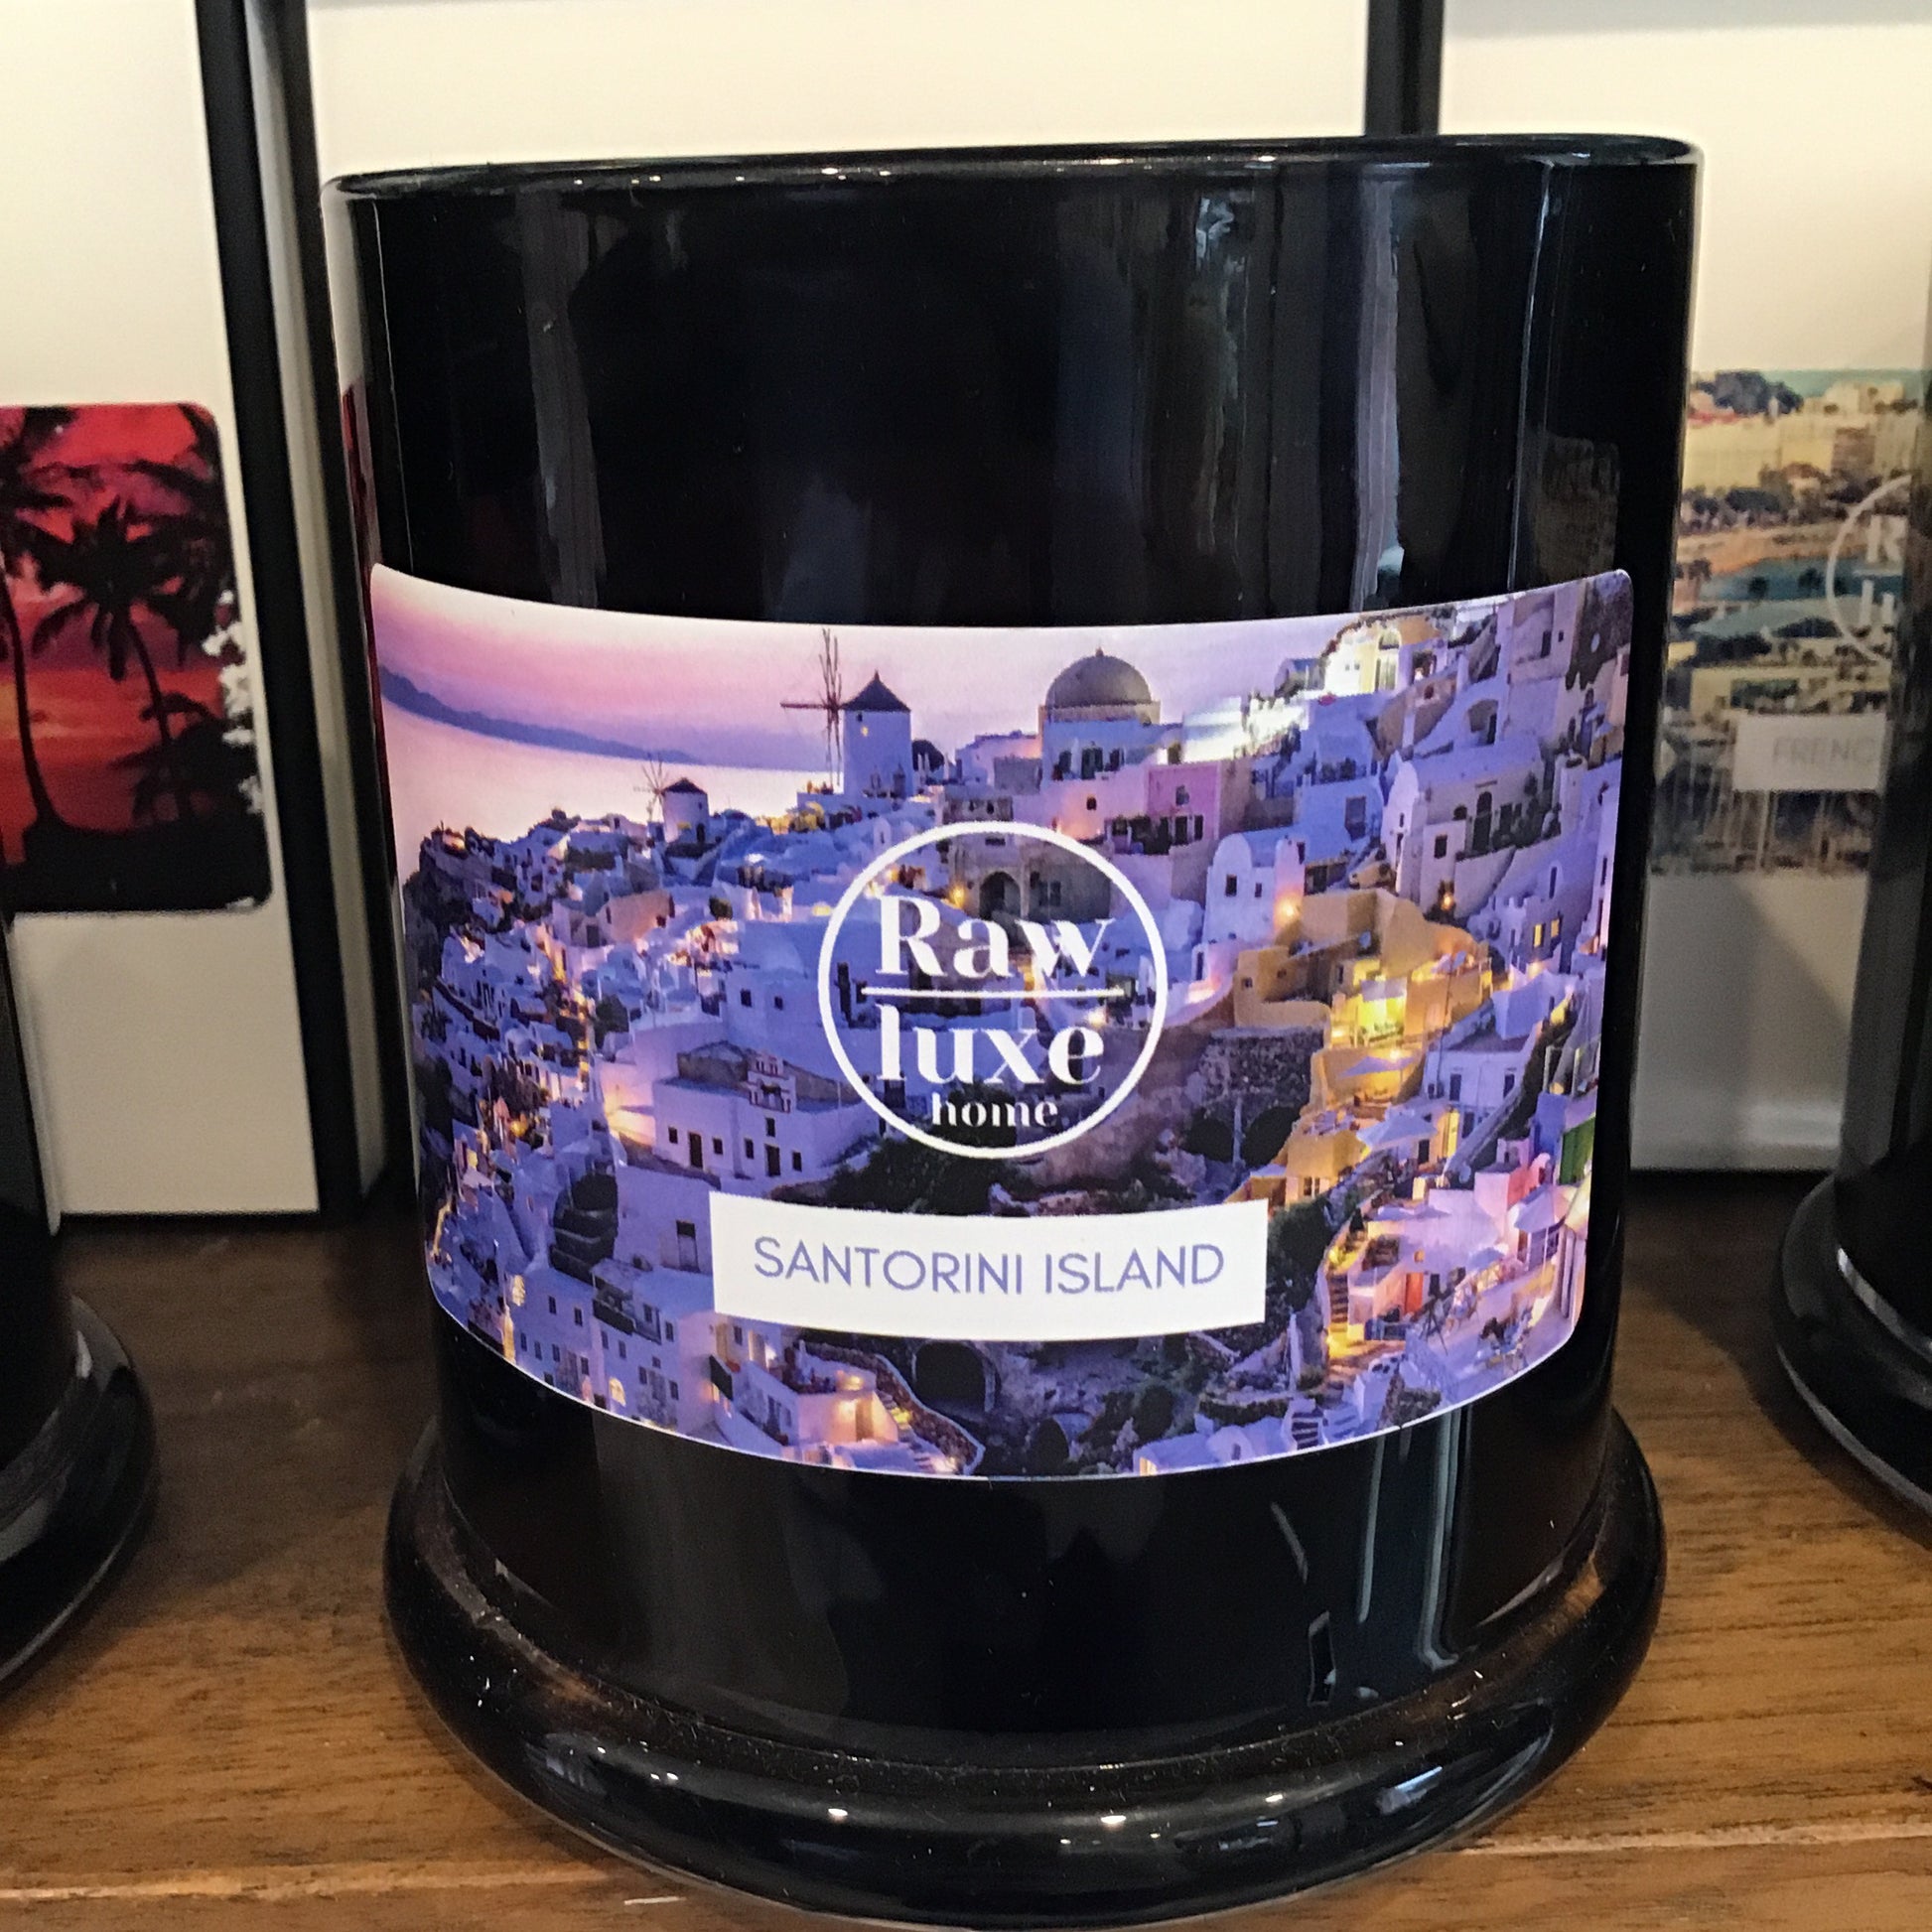 Raw
luxe
home.
SANTORINI ISLAND